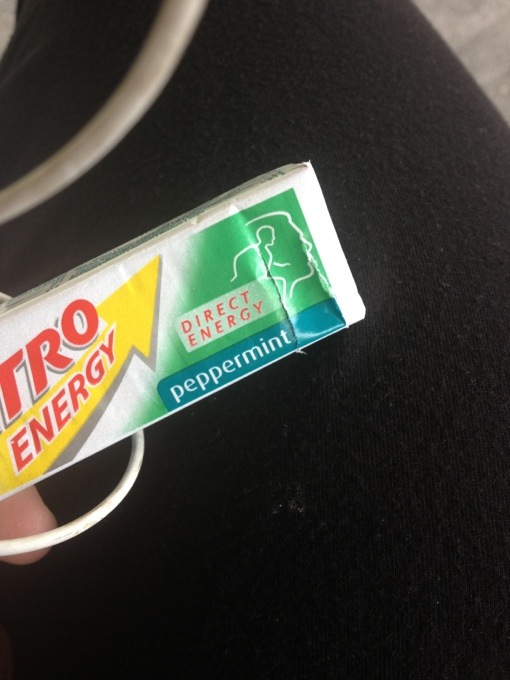 TRO
ENERGY
DIRECT
ENERGY
peppermint